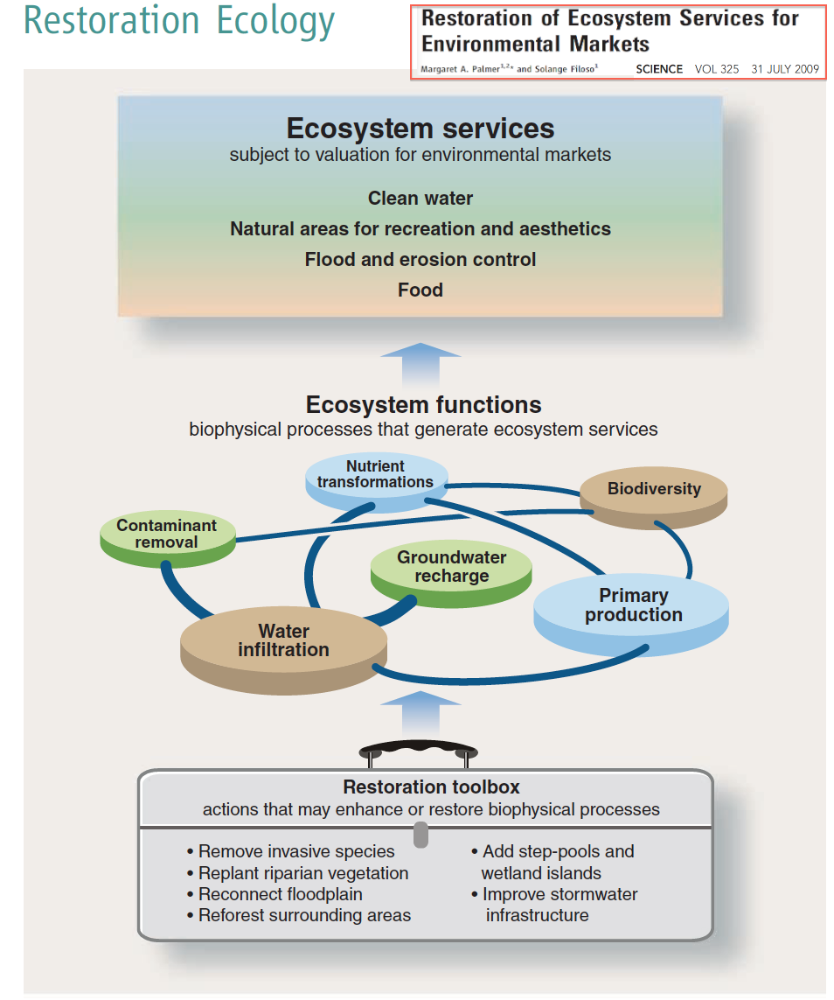 Restoration Ecology
Restoration of Ecosystem Services for
Environmental Markets
Margaret A. Palmer1,2* and Solange Filoso1 SCIENCE VOL 325 31 JULY 2009
Ecosystem services
subject to valuation for environmental markets
Clean water
Natural areas for recreation and aesthetics
Flood and erosion control
Food
Ecosystem functions
biophysical processes that generate ecosystem services
Nutrient
transformations
Biodiversity
Contaminant
removal
Groundwater
recharge
Primary
production
Water
infiltration
Restoration toolbox
actions that may enhance or restore biophysical processes
• Remove invasive species
• Replant riparian vegetation
• Reconnect floodplain
• Reforest surrounding areas
• Add step-pools and
wetland islands
• Improve stormwater
infrastructure